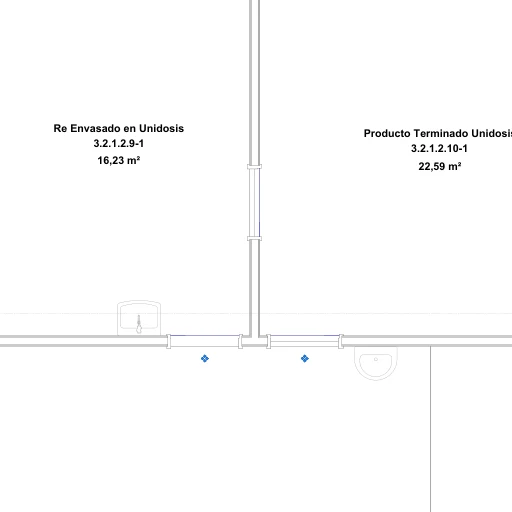 Re Envasado en Unidosis
3.2.1.2.9-1
16,23 m²
Producto Terminado Unidosis
3.2.1.2.10-1
22,59 m²